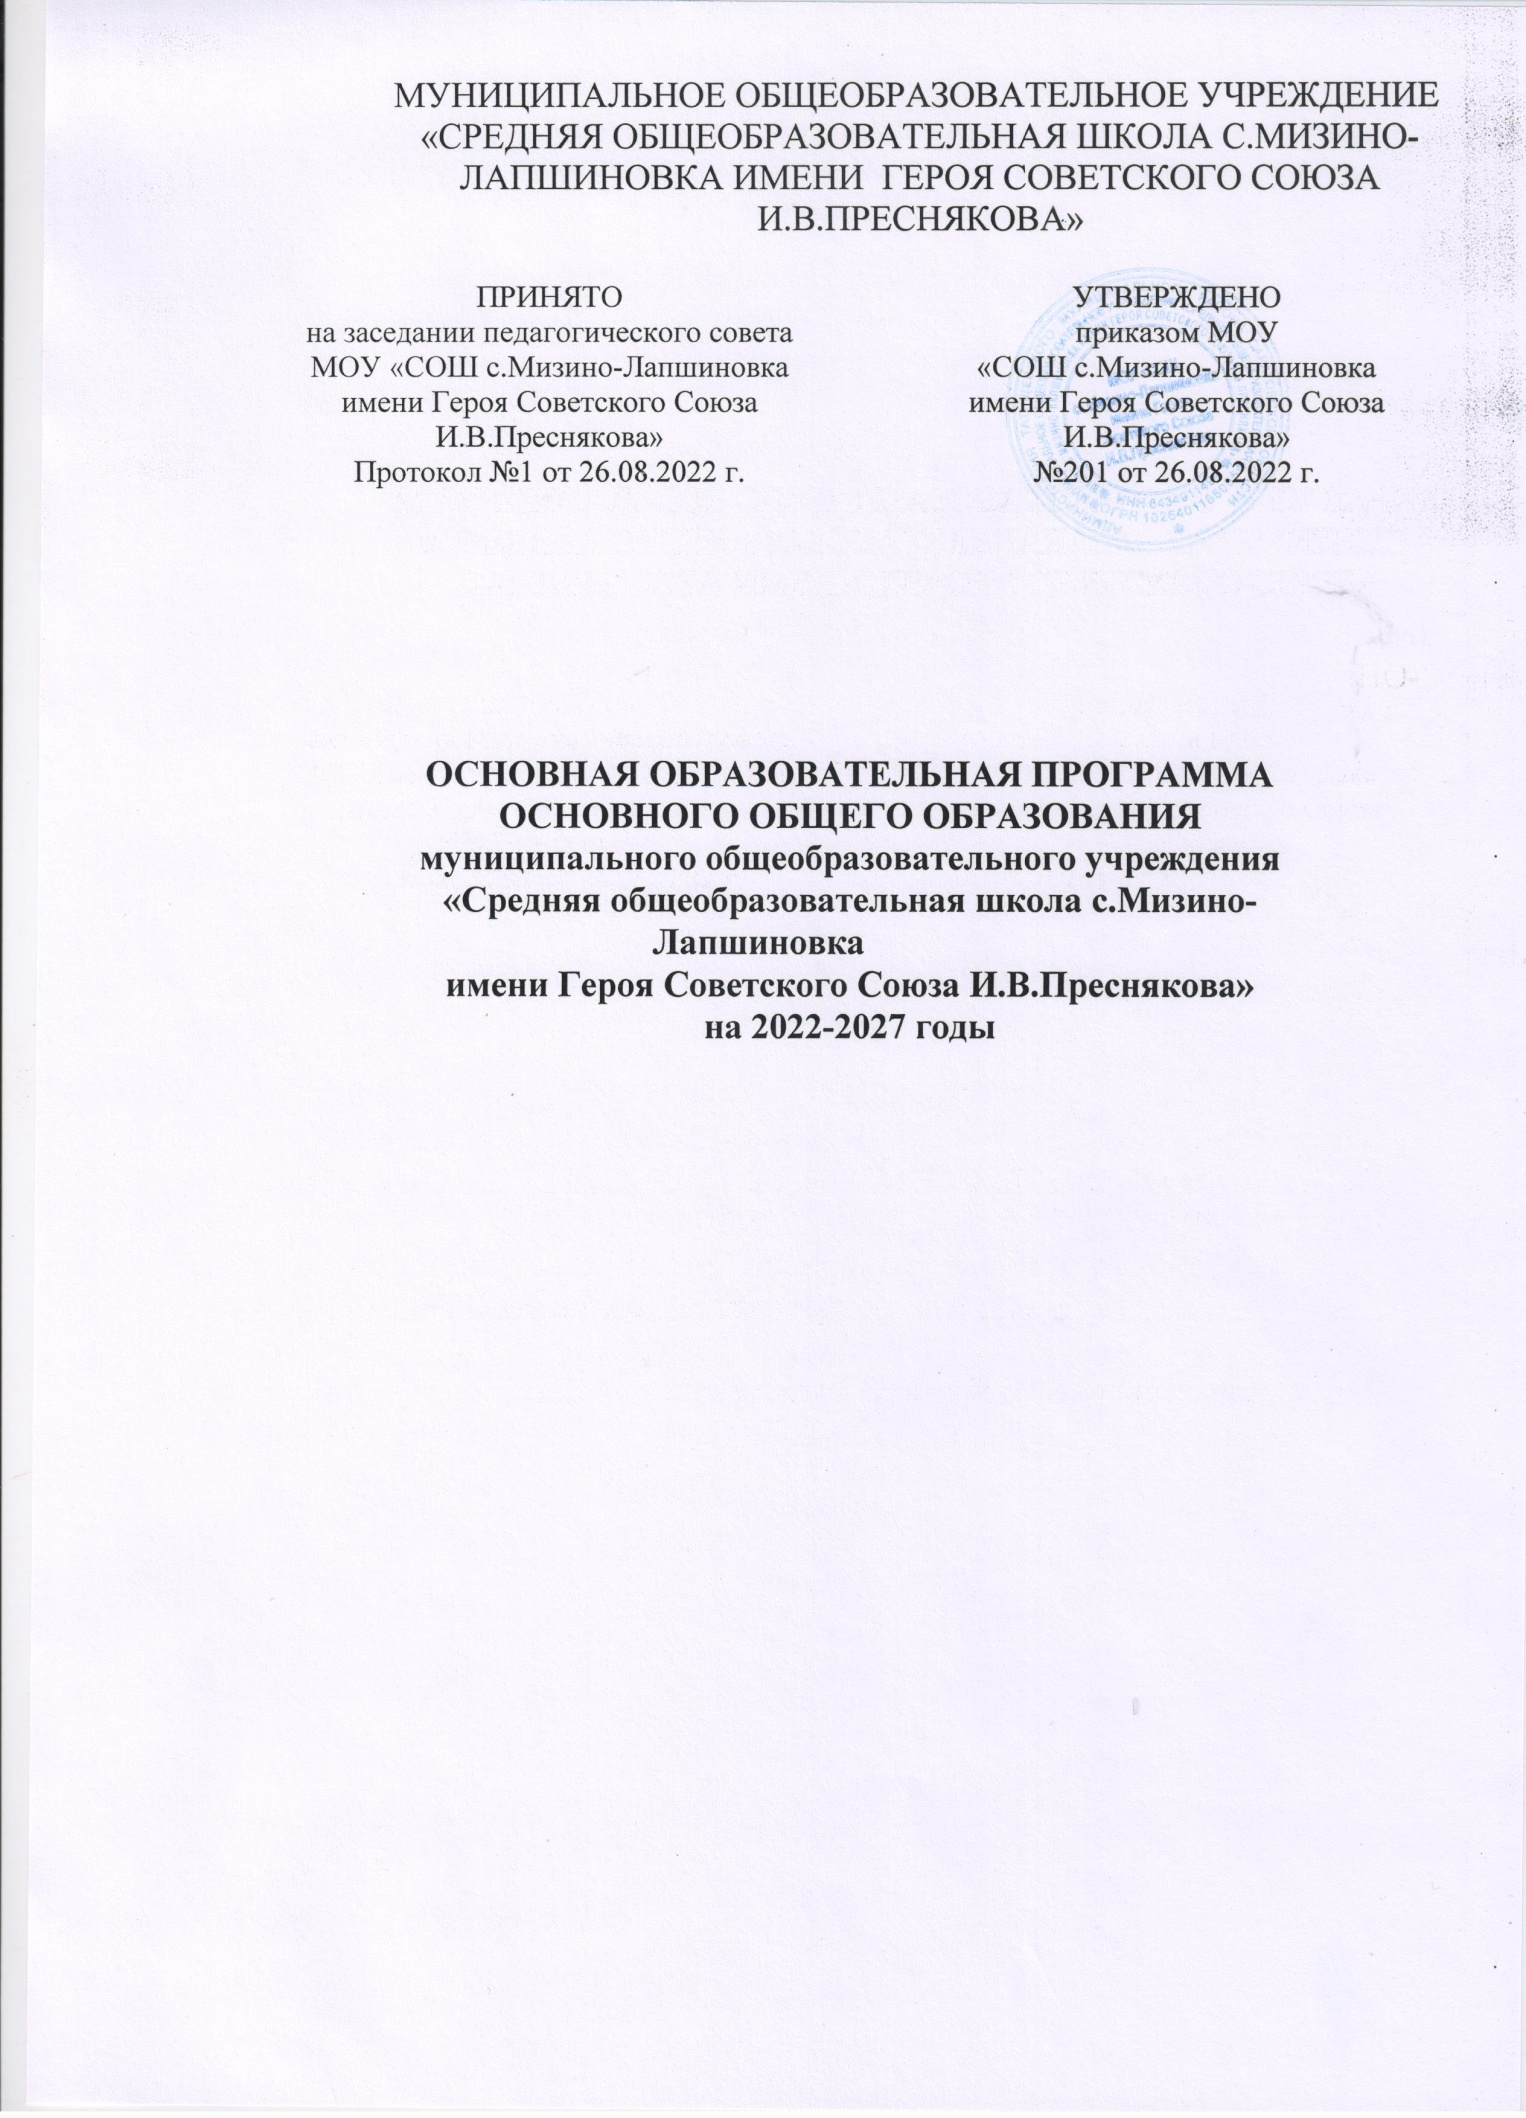 МУНИЦИПАЛЬНОЕ ОБЩЕОБРАЗОВАТЕЛЬНОЕ УЧРЕЖДЕНИЕ
«СРЕДНЯЯ ОБЩЕОБРАЗОВАТЕЛЬНАЯ ШКОЛА С.МИЗИНО-
ЛАПШИНОВКА ИМЕНИ ГЕРОЯ СОВЕТСКОГО СОЮЗА
И.В.ПРЕСНЯКОВА»
ПРИНЯТО
на заседании педагогического совета
МОУ «СОШ с.Мизино-Лапшиновка
имени Героя Советского Союза
И.В.Преснякова»
Протокол №1 от 26.08.2022 г.
УТВЕРЖДЕНО
приказом МОУ
«СОШ с.Мизино-Лапшиновка
имени Героя Советского Союза
И.В.Преснякова»
№201 от 26.08.2022 г.
ОСНОВНАЯ ОБРАЗОВАТЕЛЬНАЯ ПРОГРАММА
ОСНОВНОГО ОБЩЕГО ОБРАЗОВАНИЯ
муниципального общеобразовательного учреждения
«Средняя общеобразовательная школа с.Мизино-
Лапшиновка
имени Героя Советского Союза И.В.Преснякова»
на 2022-2027 годы